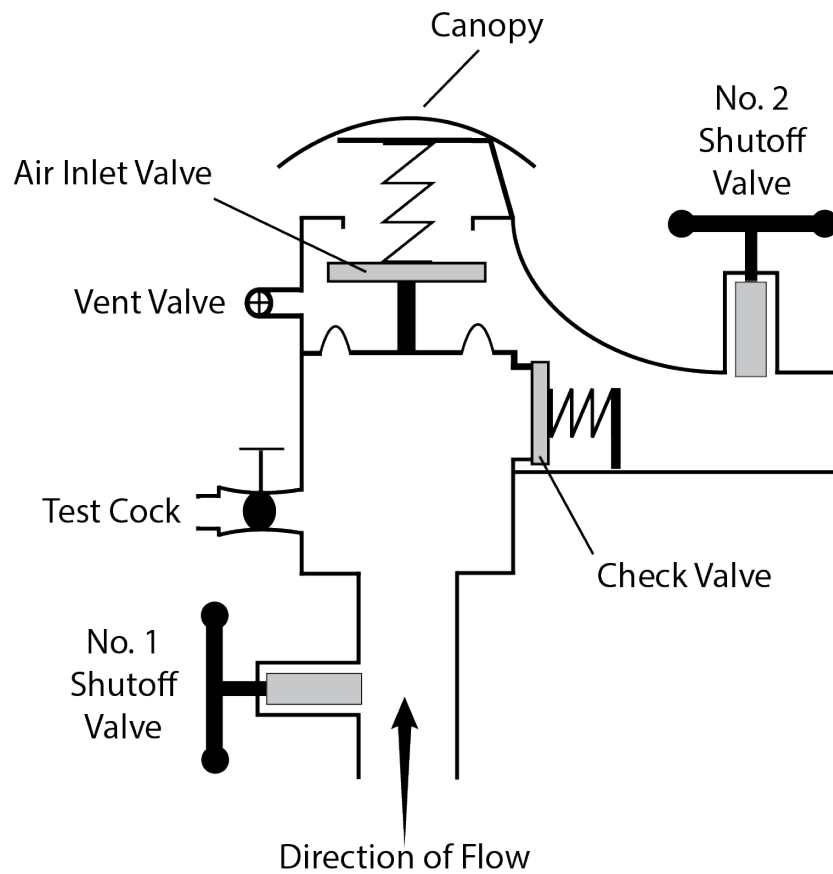 Canopy
No. 2
Shutoff
Valve
Air Inlet Valve
Vent Valve
Test Cock
Check Valve
No. 1
Shutoff
Valve
Direction of Flow